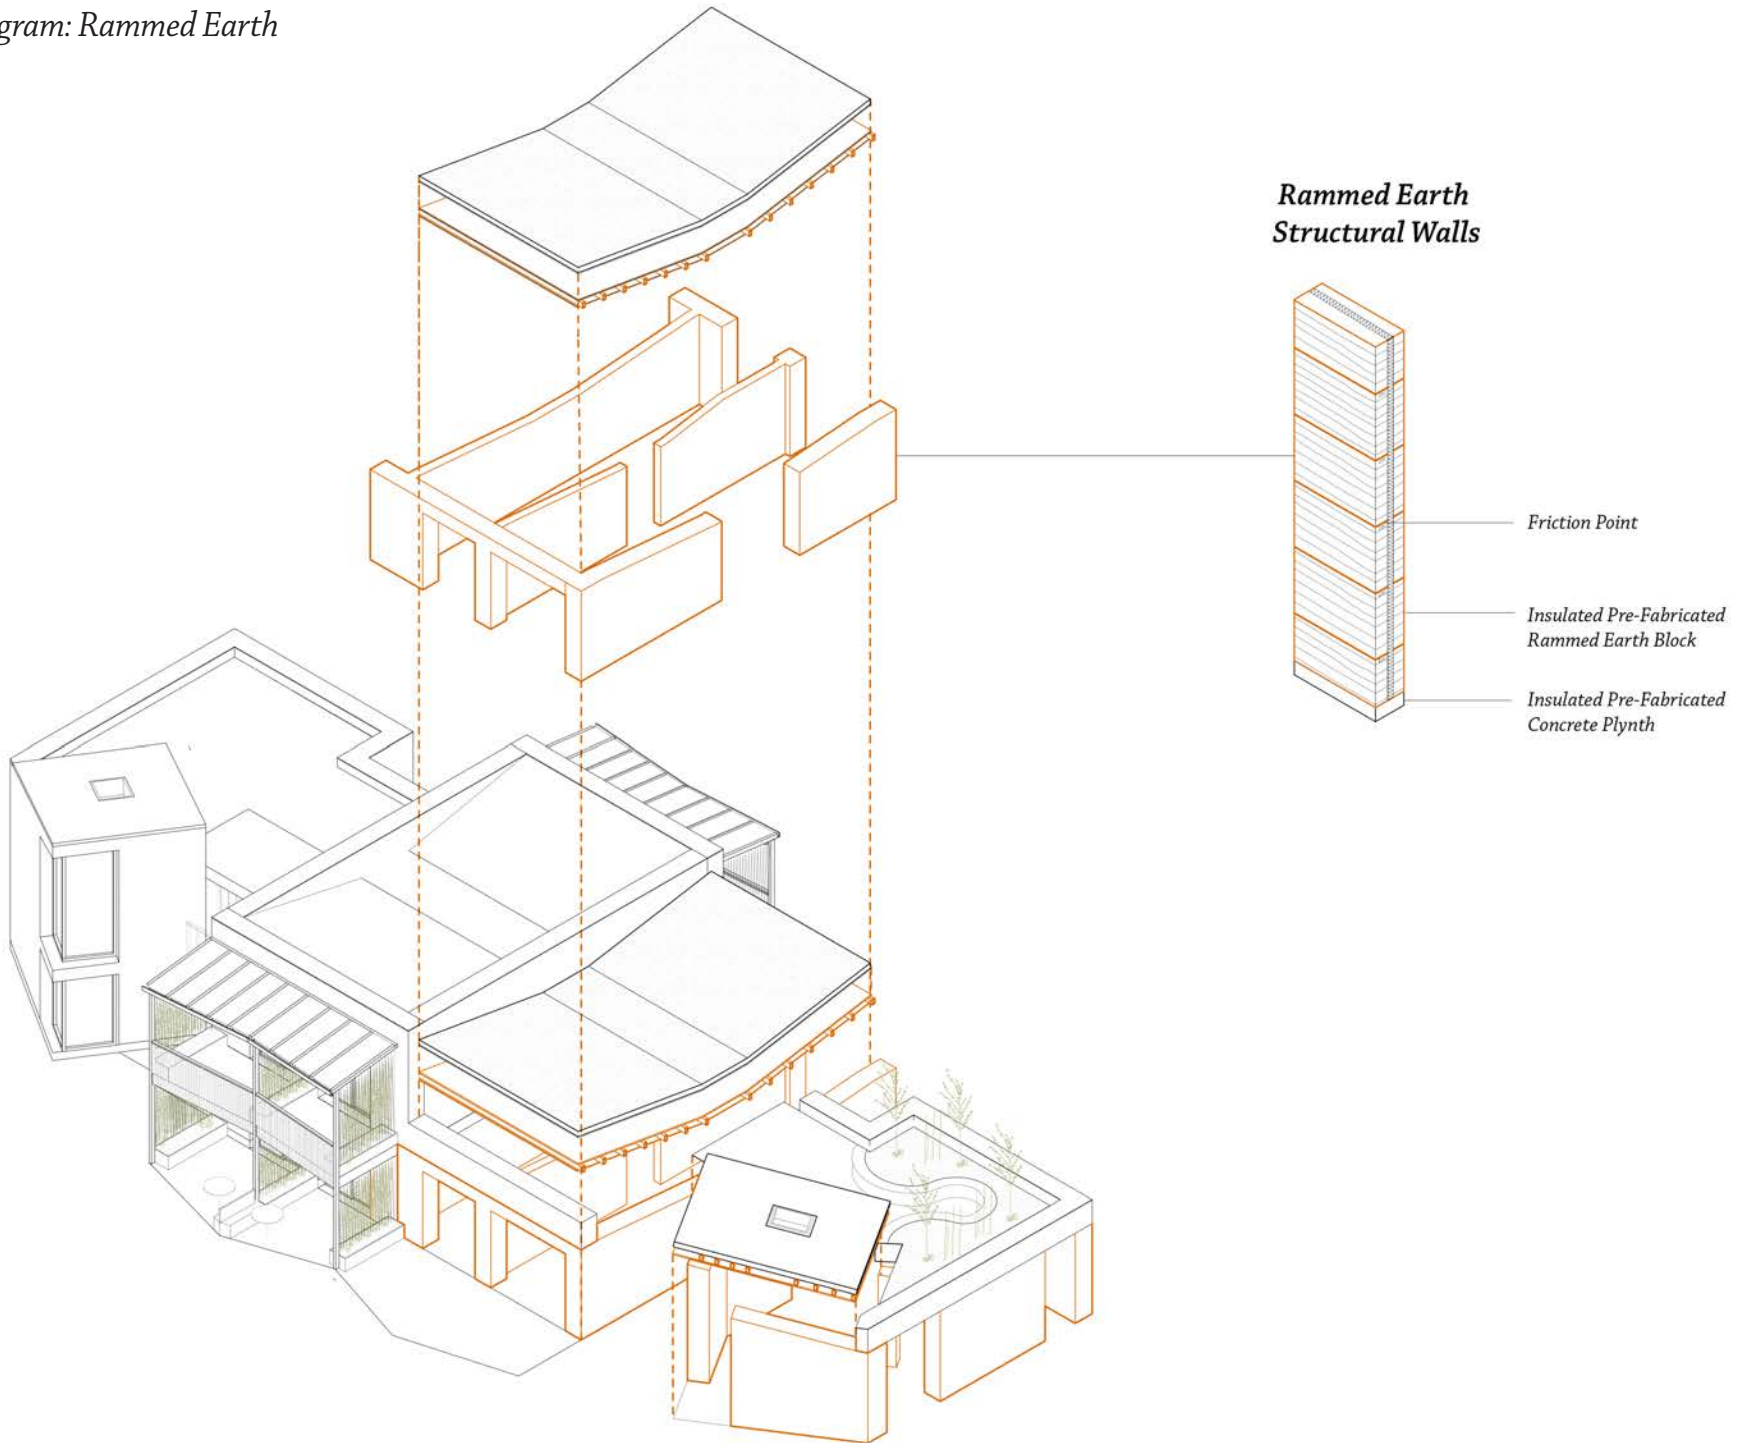 gram: Rammed Earth
Rammed Earth
Structural Walls
Friction Point
Insulated Pre-Fabricated
Rammed Earth Block
Insulated Pre-Fabricated
Concrete Plynth